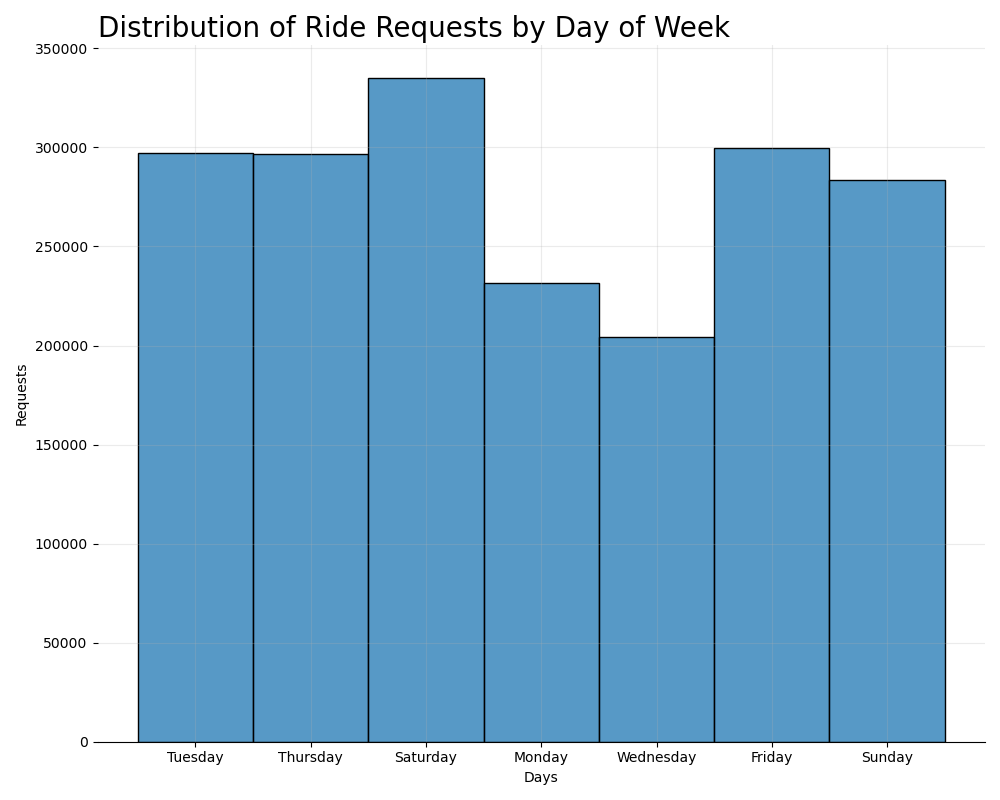 Distribution of Ride Requests by Day of Week
350000
300000
250000
200000
150000
100000
50000
0
Requests
Tuesday Thursday Saturday Monday Wednesday Friday Sunday
Days